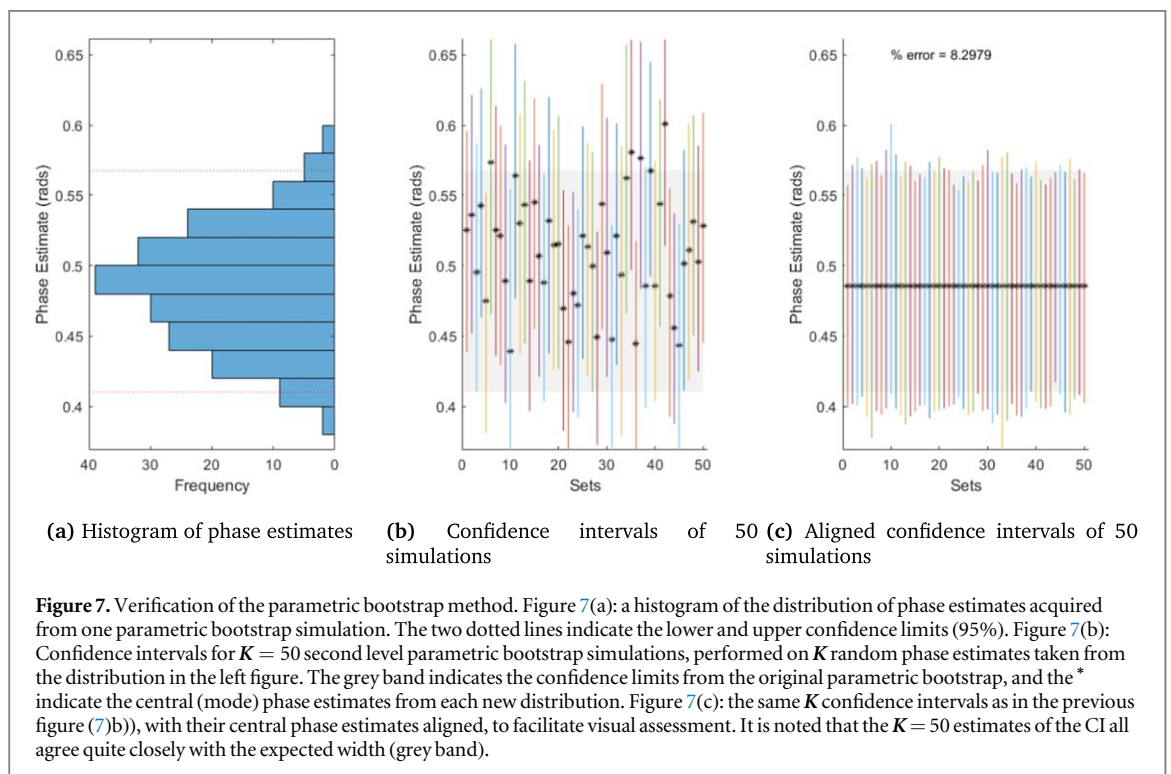 0.65
0.6
0.55
0.5
0.45
0.4
Phase Estimate (rads)
40 30 20 10 0
Frequency
0.65
0.6
0.55
0.5
0.45
0.4
Phase Estimate (rads)
0 10 20 30 40 50
Sets
% error = 8.2979
0.65
0.6
0.55
0.5
0.45
0.4
Phase Estimate (rads)
0 10 20 30 40 50
Sets
(a) Histogram of phase estimates
(b) Confidence intervals of 50
simulations
(c) Aligned confidence intervals of 50
simulations
Figure 7. Verification of the parametric bootstrap method. Figure 7(a): a histogram of the distribution of phase estimates acquired
from one parametric bootstrap simulation. The two dotted lines indicate the lower and upper confidence limits (95%). Figure 7(b):
Confidence intervals for K = 50 second level parametric bootstrap simulations, performed on K random phase estimates taken from
the distribution in the left figure. The grey band indicates the confidence limits from the original parametric bootstrap, and the *
indicate the central (mode) phase estimates from each new distribution. Figure 7(c): the same K confidence intervals as in the previous
figure (7)b)), with their central phase estimates aligned, to facilitate visual assessment. It is noted that the K = 50 estimates of the CI all
agree quite closely with the expected width (grey band).